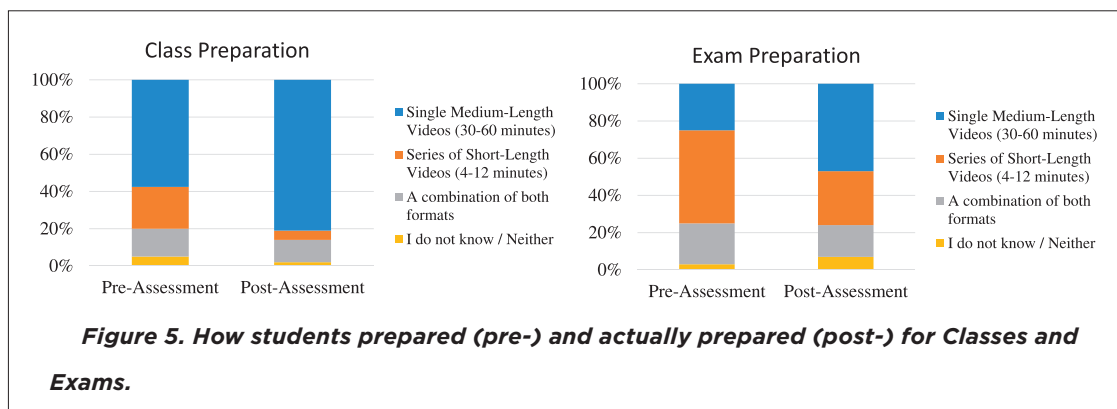 Class Preparation
100%
80%
60%
40%
20%
0%
Pre-Assessment Post-Assessment
Single Medium-Length
Videos (30-60 minutes)
Series of Short-Length
Videos (4-12 minutes)
A combination of both
formats
I do not know / Neither
Exam Preparation
100%
80%
60%
40%
20%
0%
Pre-Assessment Post-Assessment
Single Medium-Length
Videos (30-60 minutes)
Series of Short-Length
Videos (4-12 minutes)
A combination of both
formats
I do not know / Neither
Figure 5. How students prepared (pre-) and actually prepared (post-) for Classes and
Exams.